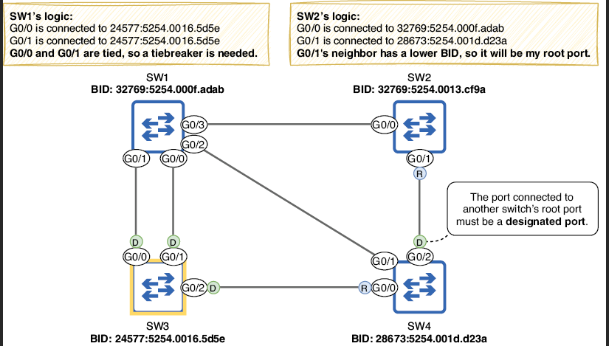 SW1's logic:
G0/0 is connected to 24577:5254.0016.5d5e
G0/1 is connected to 24577:5254.0016.5d5e
G0/0 and G0/1 are tied, so a tiebreaker is needed.
SW2's logic:
G0/0 is connected to 32769:5254.000f.adab
G0/1 is connected to 28673:5254.001d.d23a
G0/1's neighbor has a lower BID, so it will be my root port.
SW1
BID: 32769:5254.000f.adab
SW2
BID: 32769:5254.0013.cf9a
G0/3
G0/0
G0/2
G0/1
G0/0
G0/1
R
The port connected to
another switch's root port
must be a designated port.
D
D
D
G0/0
G0/1
G0/1
G0/2
G0/2
D
R
G0/0
SW3
BID: 24577:5254.0016.5d5e
SW4
BID: 28673:5254.001d.d23a